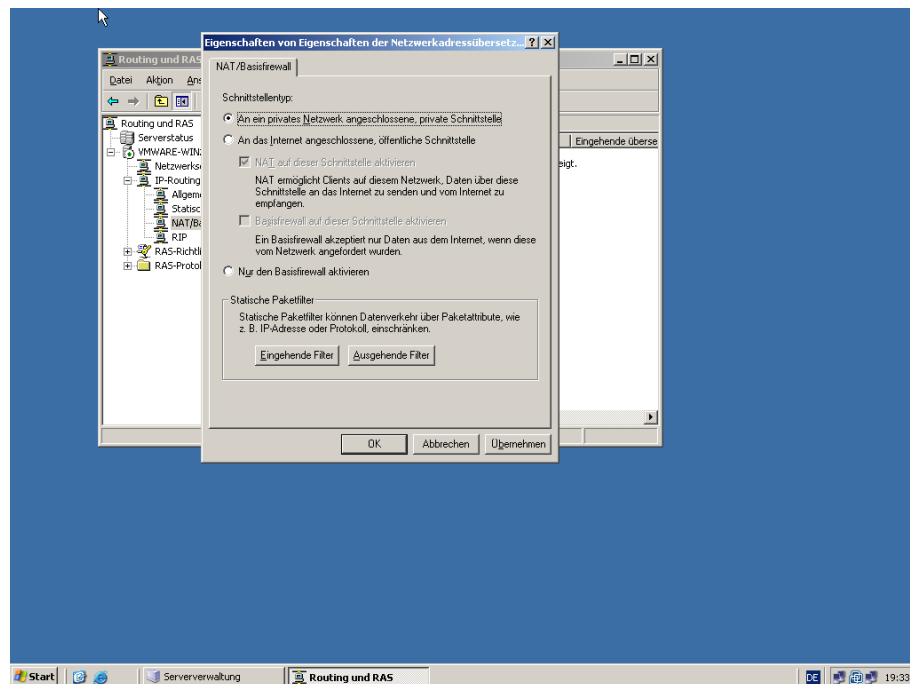 Eigenschaften von Eigenschaften der Netzwerkadressübersetz...
Routing und RAS
NAT/Basisfirewall
Datei Aktion Ans
Schnittstellentyp:
An ein privates Netzwerk angeschlossene, private Schnittstelle
Routing und RAS
Serverstatus
An das Internet angeschlossene, öffentliche Schnittstelle
Eingehende überse
VMWARE-WIN
NAT auf dieser Schnittstelle aktivieren
eigt.
Netzwerks
NAT ermöglicht Clients auf diesem Netzwerk, Daten über diese
Schnittstelle an das Internet zu senden und vom Internet zu
empfangen.
IP-Routing
Allgem
Statisc
NAT/Ba
RIP
Basisfirewall auf dieser Schnittstelle aktivieren
Ein Basisfirewall akzeptiert nur Daten aus dem Internet, wenn diese
vom Netzwerk angefordert wurden.
RAS-Richtli
RAS-Protol
Nur den Basisfirewall aktivieren
Statische Paketfilter
Statische Paketfilter können Datenverkehr über Paketattribute, wie
z. B. IP-Adresse oder Protokoll, einschränken.
Eingehende Filter Ausgehende Filter
OK Abbrechen Übernehmen
Start Serververwaltung Routing und RAS DE 19:33